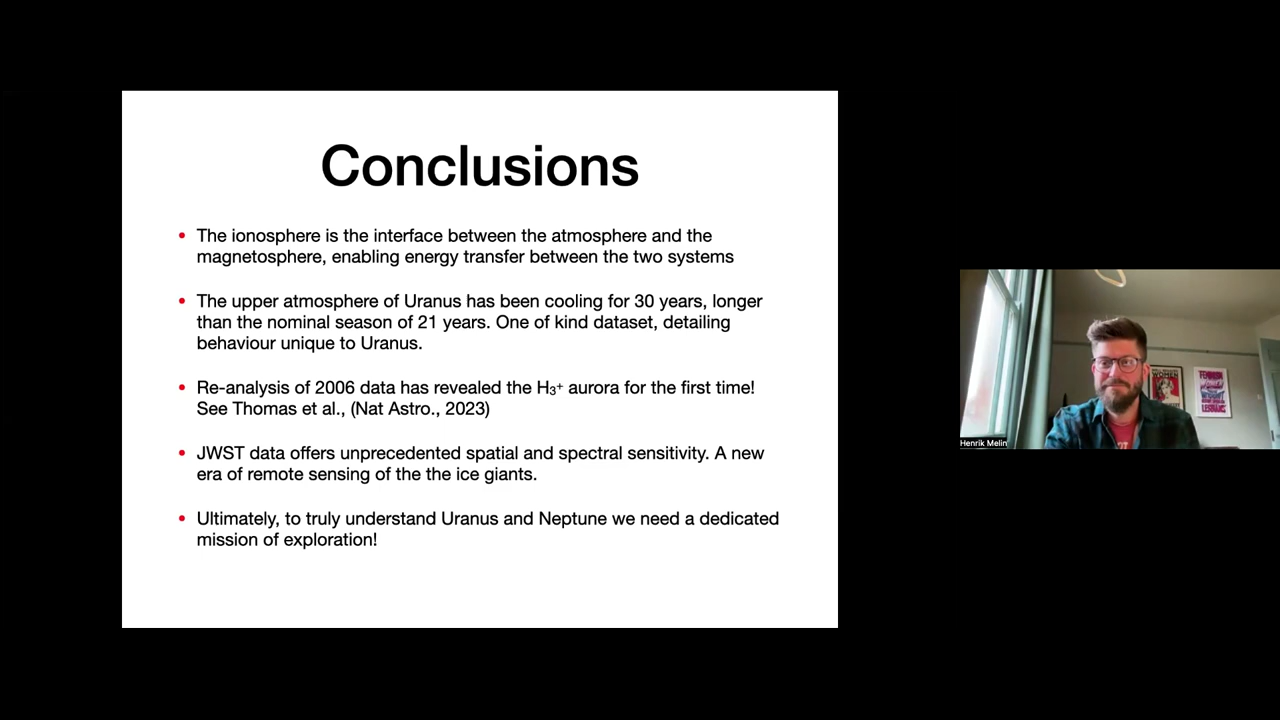 Conclusions
• The ionosphere is the interface between the atmosphere and the
magnetosphere, enabling energy transfer between the two systems
• The upper atmosphere of Uranus has been cooling for 30 years, longer
than the nominal season of 21 years. One of kind dataset, detailing
behaviour unique to Uranus.
• Re-analysis of 2006 data has revealed the H₃⁺ aurora for the first time!
See Thomas et al., (Nat Astro., 2023)
• JWST data offers unprecedented spatial and spectral sensitivity. A new
era of remote sensing of the the ice giants.
• Ultimately, to truly understand Uranus and Neptune we need a dedicated
mission of exploration!
WOMEN
Henrik Melin